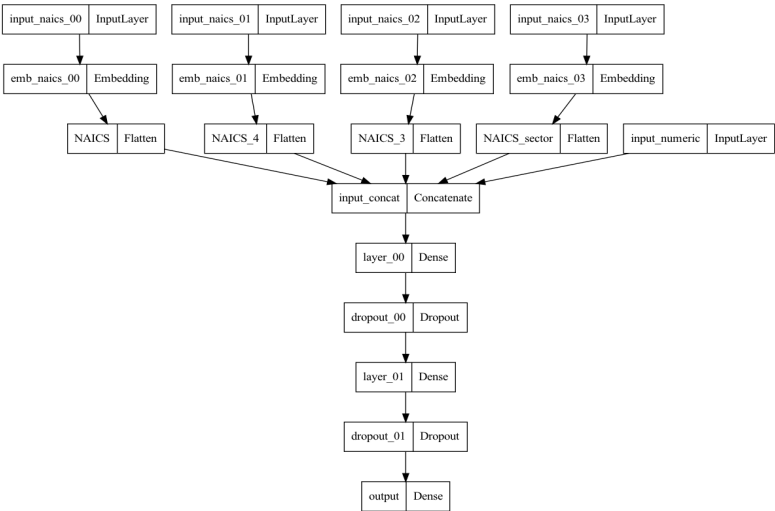 input_naics_00 InputLayer input_naics_01 InputLayer input_naics_02 InputLayer input_naics_03 InputLayer
emb_naics_00 Embedding emb_naics_01 Embedding emb_naics_02 Embedding emb_naics_03 Embedding
NAICS Flatten NAICS_4 Flatten NAICS_3 Flatten NAICS_sector Flatten input_numeric InputLayer
input_concat Concatenate
layer_00 Dense
dropout_00 Dropout
layer_01 Dense
dropout_01 Dropout
output Dense